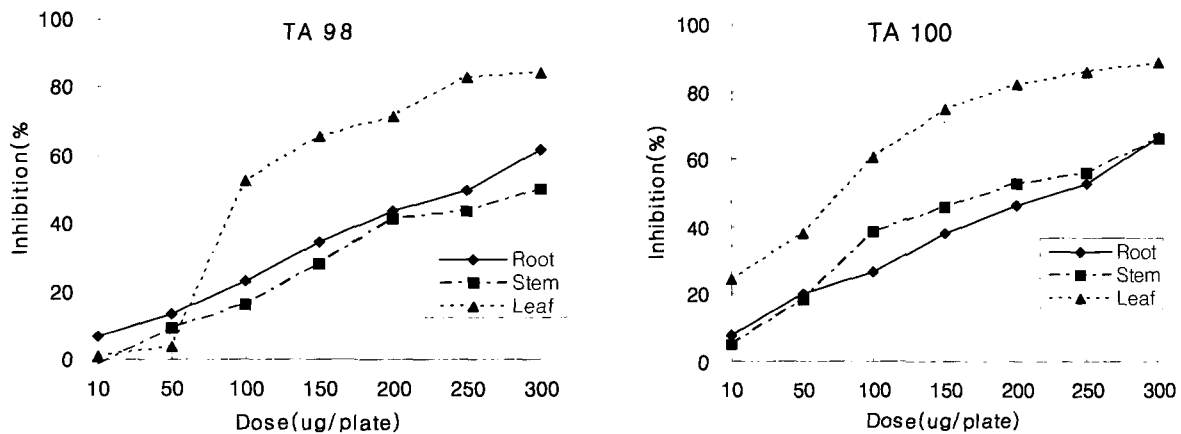 TA 98
100
80
60
40
20
0
Inhibition(%
Root
Stem
Leaf
10 50 100 150 200 250 300
Dose(ug/plate)
TA 100
100
80
60
40
20
0
Inhibition(%)
Root
Stem
Leaf
10 50 100 150 200 250 300
Dose(ug/plate)